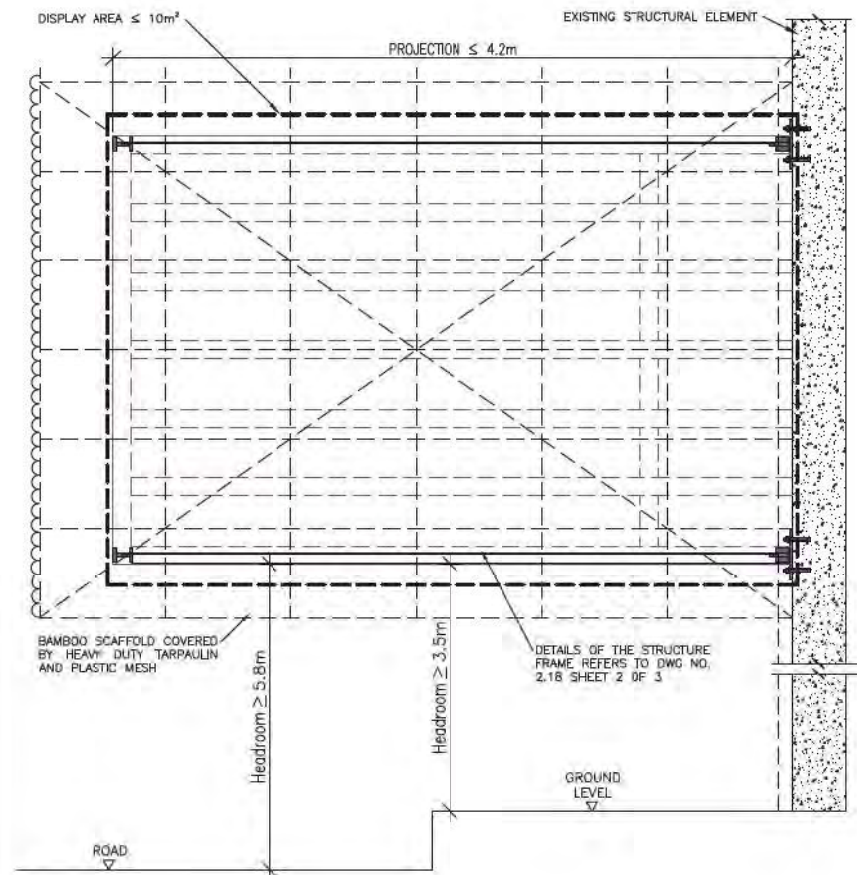 DISPLAY AREA ≤ 10m²
EXISTING STRUCTURAL ELEMENT
PROJECTION ≤ 4.2m
BAMBOO SCAFFOLD COVERED
BY HEAVY DUTY TARPAULIN
AND PLASTIC MESH
Headroom ≥ 5.8m
Headroom ≥ 3.5m
DETAILS OF THE STRUCTURE
FRAME REFERS TO DWG NO.
2.18 SHEET 2 OF 3
GROUND
LEVEL
ROAD